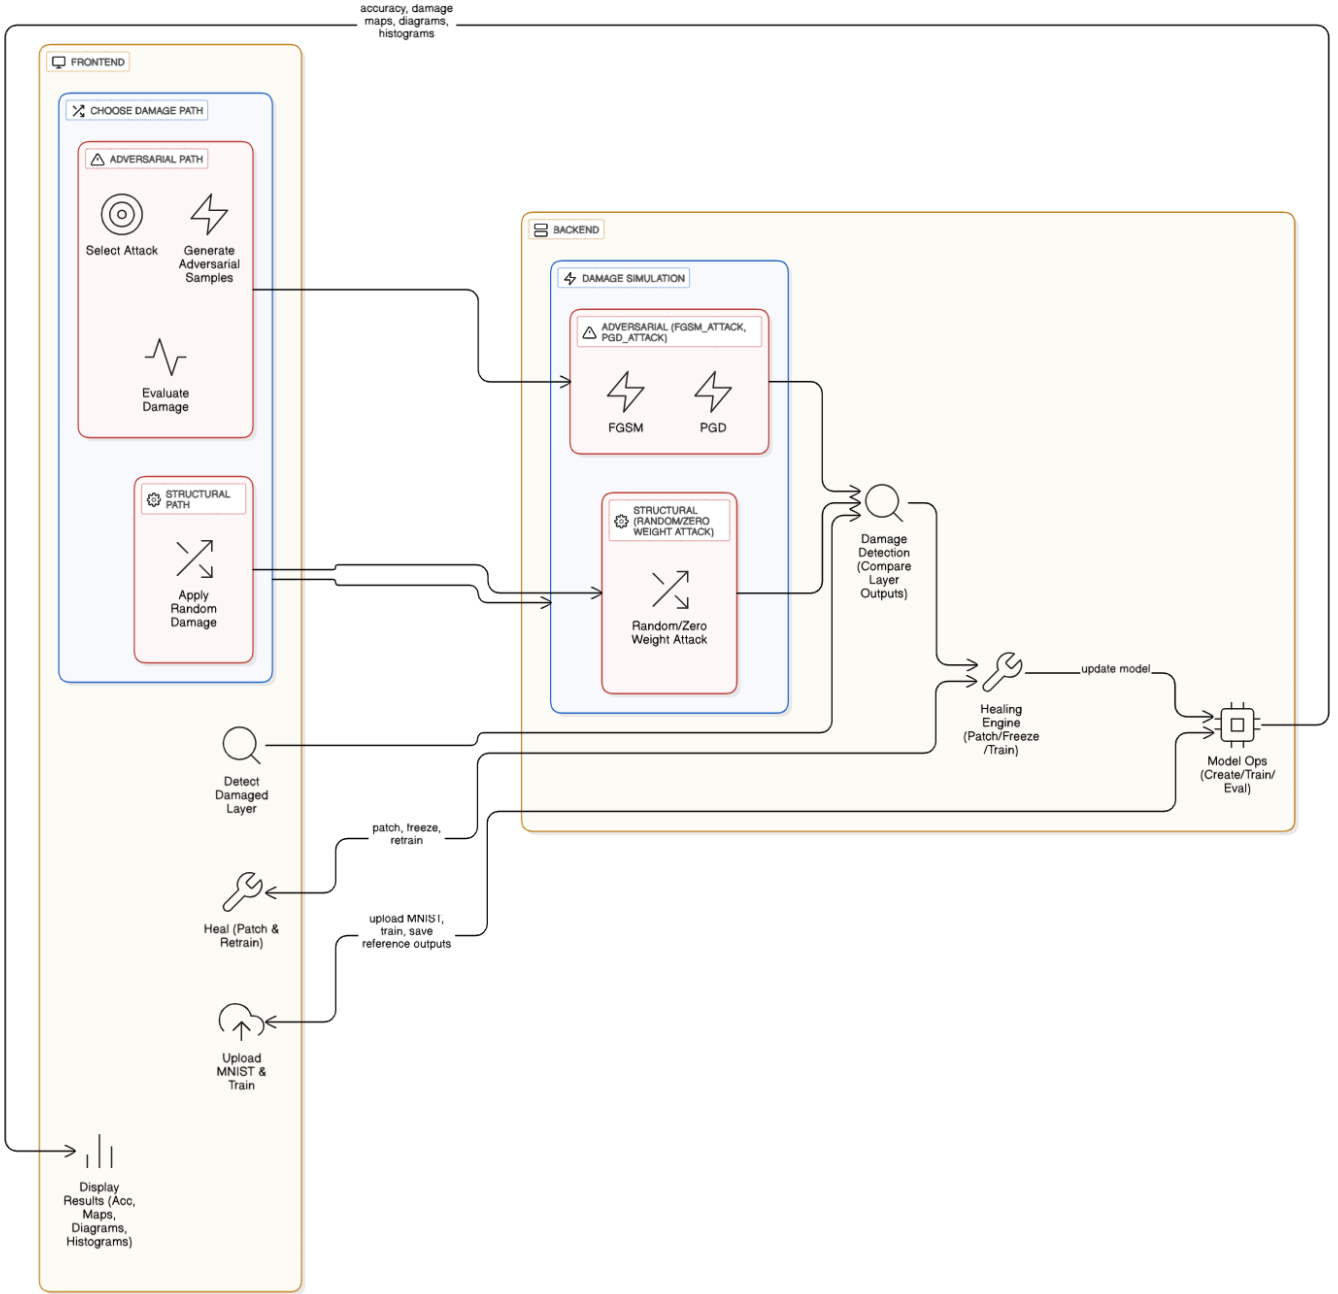 accuracy, damage
maps, diagrams,
histograms
FRONTEND
CHOOSE DAMAGE PATH
ADVERSARIAL PATH
Select Attack
Generate
Adversarial
Samples
Evaluate
Damage
STRUCTURAL
PATH
Apply
Random
Damage
Detect
Damaged
Layer
patch, freeze,
retrain
Heal (Patch &
Retrain)
upload MNIST,
train, save
reference outputs
Upload
MNIST &
Train
Display
Results (Acc,
Maps,
Diagrams,
Histograms)
BACKEND
DAMAGE SIMULATION
ADVERSARIAL (FGSM_ATTACK,
PGD_ATTACK)
FGSM
PGD
STRUCTURAL
(RANDOM/ZERO
WEIGHT ATTACK)
Random/Zero
Weight Attack
Damage
Detection
(Compare
Layer
Outputs)
Healing
Engine
(Patch/Freeze
/Train)
update model
Model Ops
(Create/Train/
Eval)